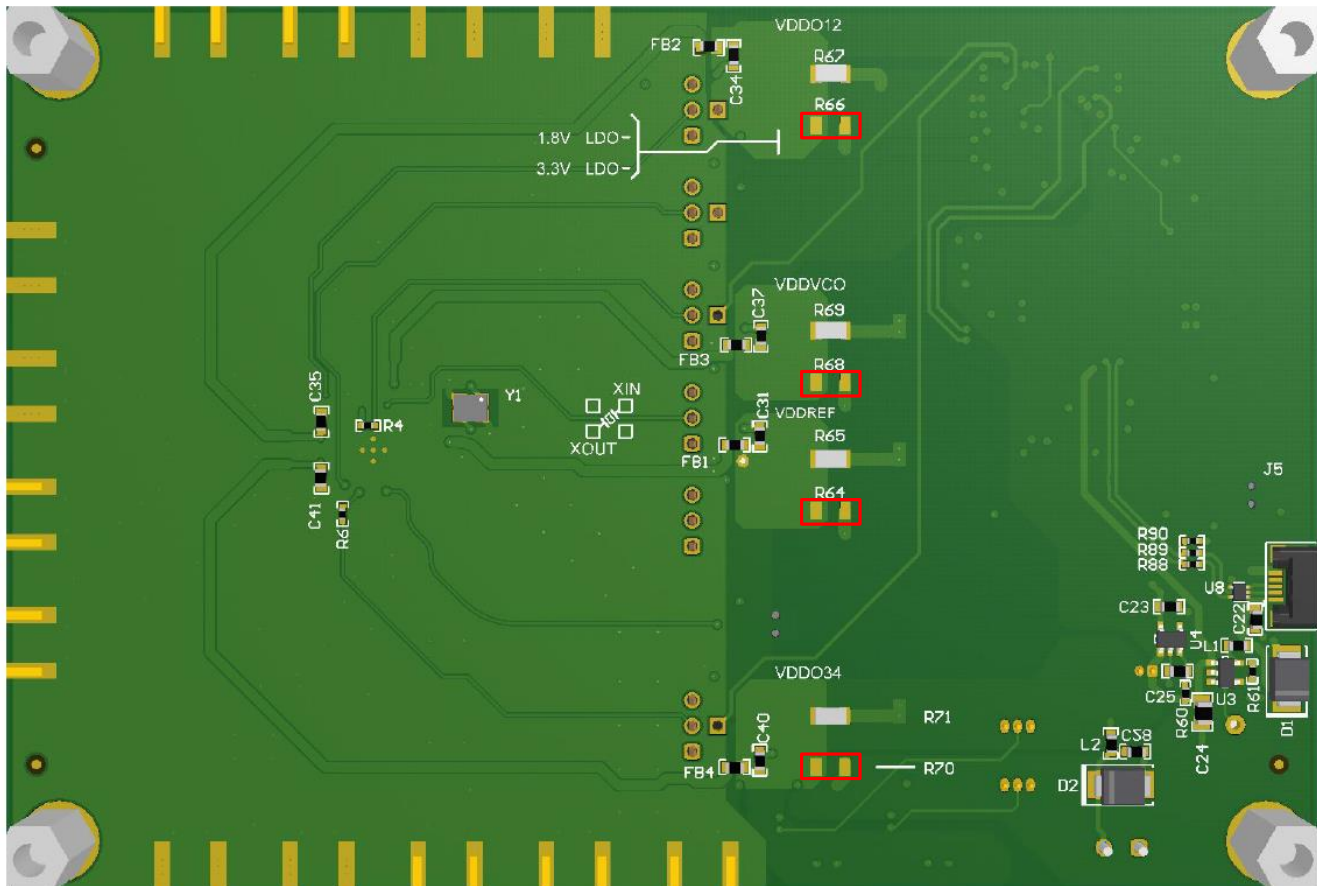 VDDO12
FB2
C34
R67
R66
1.8V LDO-
3.3V LDO-
VDDVCO
C37
R69
FB3
R68
C35
R4
Y1
XIN
XOUT
VDDREF
C31
R65
FB1
R64
C41
R6
J5
R90
R89
R88
U8
C23
C22
U4
L1
C25
R60
U3
R61
C24
D1
VDDO34
C40
R71
FB4
R70
L2
C28
D2